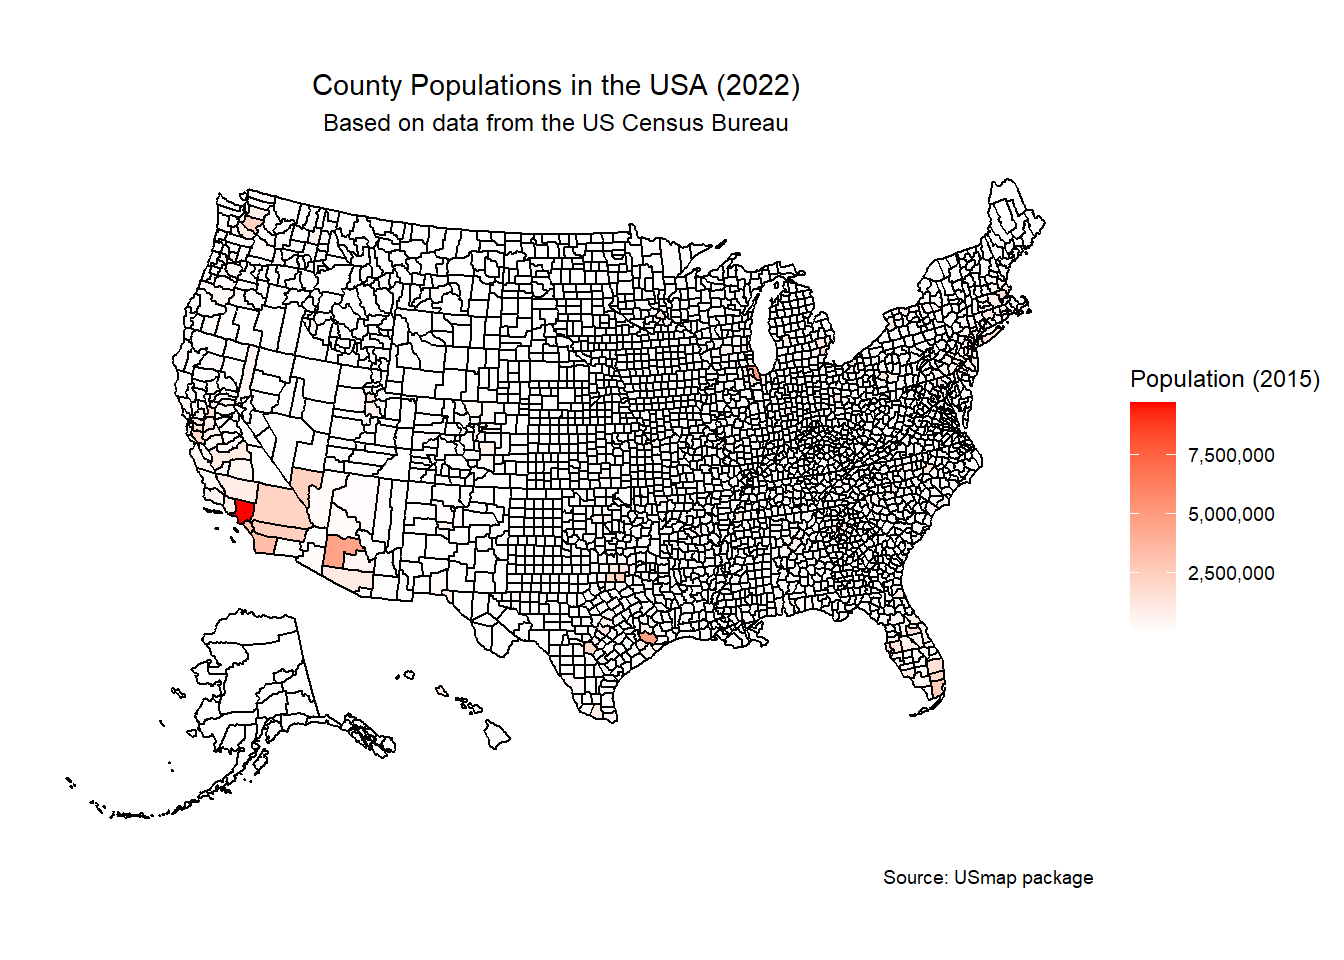 County Populations in the USA (2022)
Based on data from the US Census Bureau
Population (2015)
7,500,000
5,000,000
2,500,000
Source: USmap package